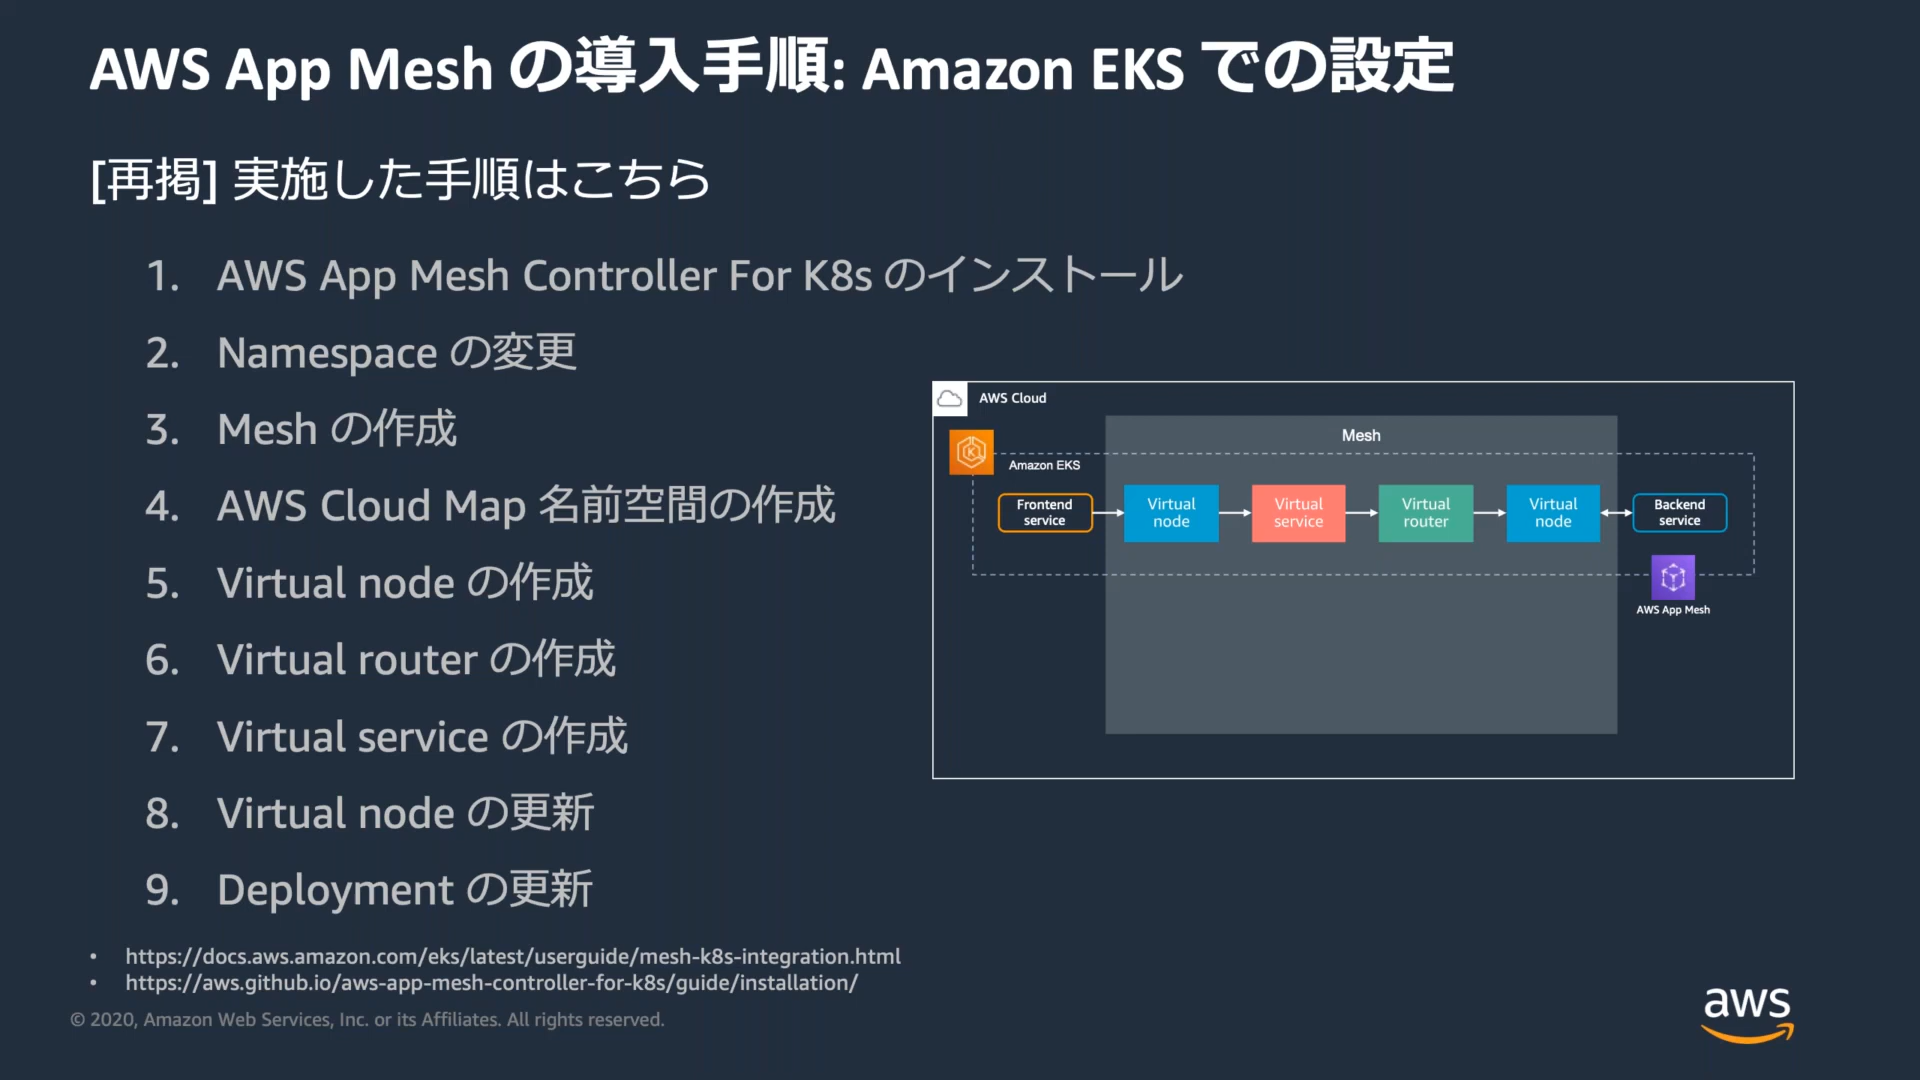 AWS App Mesh の導入手順: Amazon EKS での設定
[再掲] 実施した手順はこちら
1. AWS App Mesh Controller For K8s のインストール
2. Namespace の変更
3. Mesh の作成
4. AWS Cloud Map 名前空間の作成
5. Virtual node の作成
6. Virtual router の作成
7. Virtual service の作成
8. Virtual node の更新
9. Deployment の更新
AWS Cloud
Mesh
Amazon EKS
Frontend
service
Virtual
node
Virtual
service
Virtual
router
Virtual
node
Backend
service
AWS App Mesh
• https://docs.aws.amazon.com/eks/latest/userguide/mesh-k8s-integration.html
• https://aws.github.io/aws-app-mesh-controller-for-k8s/guide/installation/
© 2020, Amazon Web Services, Inc. or its Affiliates. All rights reserved.
aws